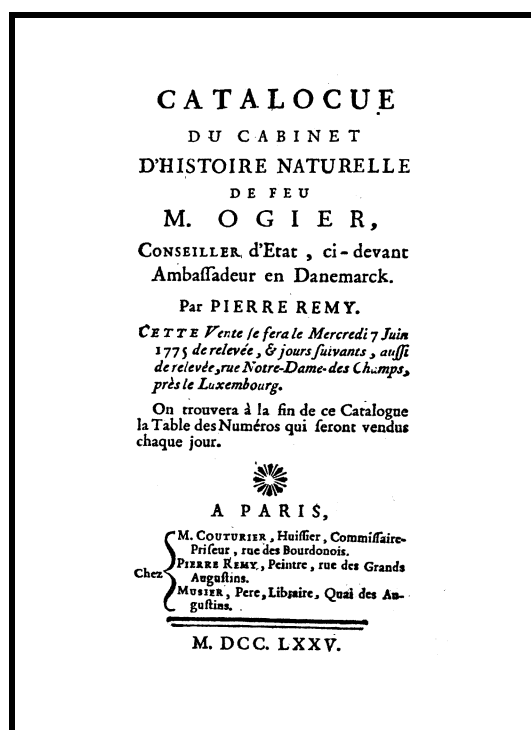 CATALOGUE
DU CABINET
D'HISTOIRE NATURELLE
DE FEU
M. OGIER,
CONSEILLER d'Etat, ci-devant
Ambaſſadeur en Danemarck.
Par PIERRE REMY.
CETTE Vente ſe fera le Mercredi 7 Juin
1775 de relevée, & jours ſuivants, auſſi
de relevée, rue Notre-Dame-des Champs,
près le Luxembourg.
On trouvera à la fin de ce Catalogue
la Table des Numéros qui ſeront vendus
chaque jour.
A PARIS,
M. COUTURIER, Huiſſier, Commiſſaire-
Priſeur, rue des Bourdonois.
Chez PIERRE REMY, Peintre, rue des Grands
Auguſtins.
MUSIER, Pere, Libraire, Quai des Au-
guſtins.
M. DCC. LXXV.